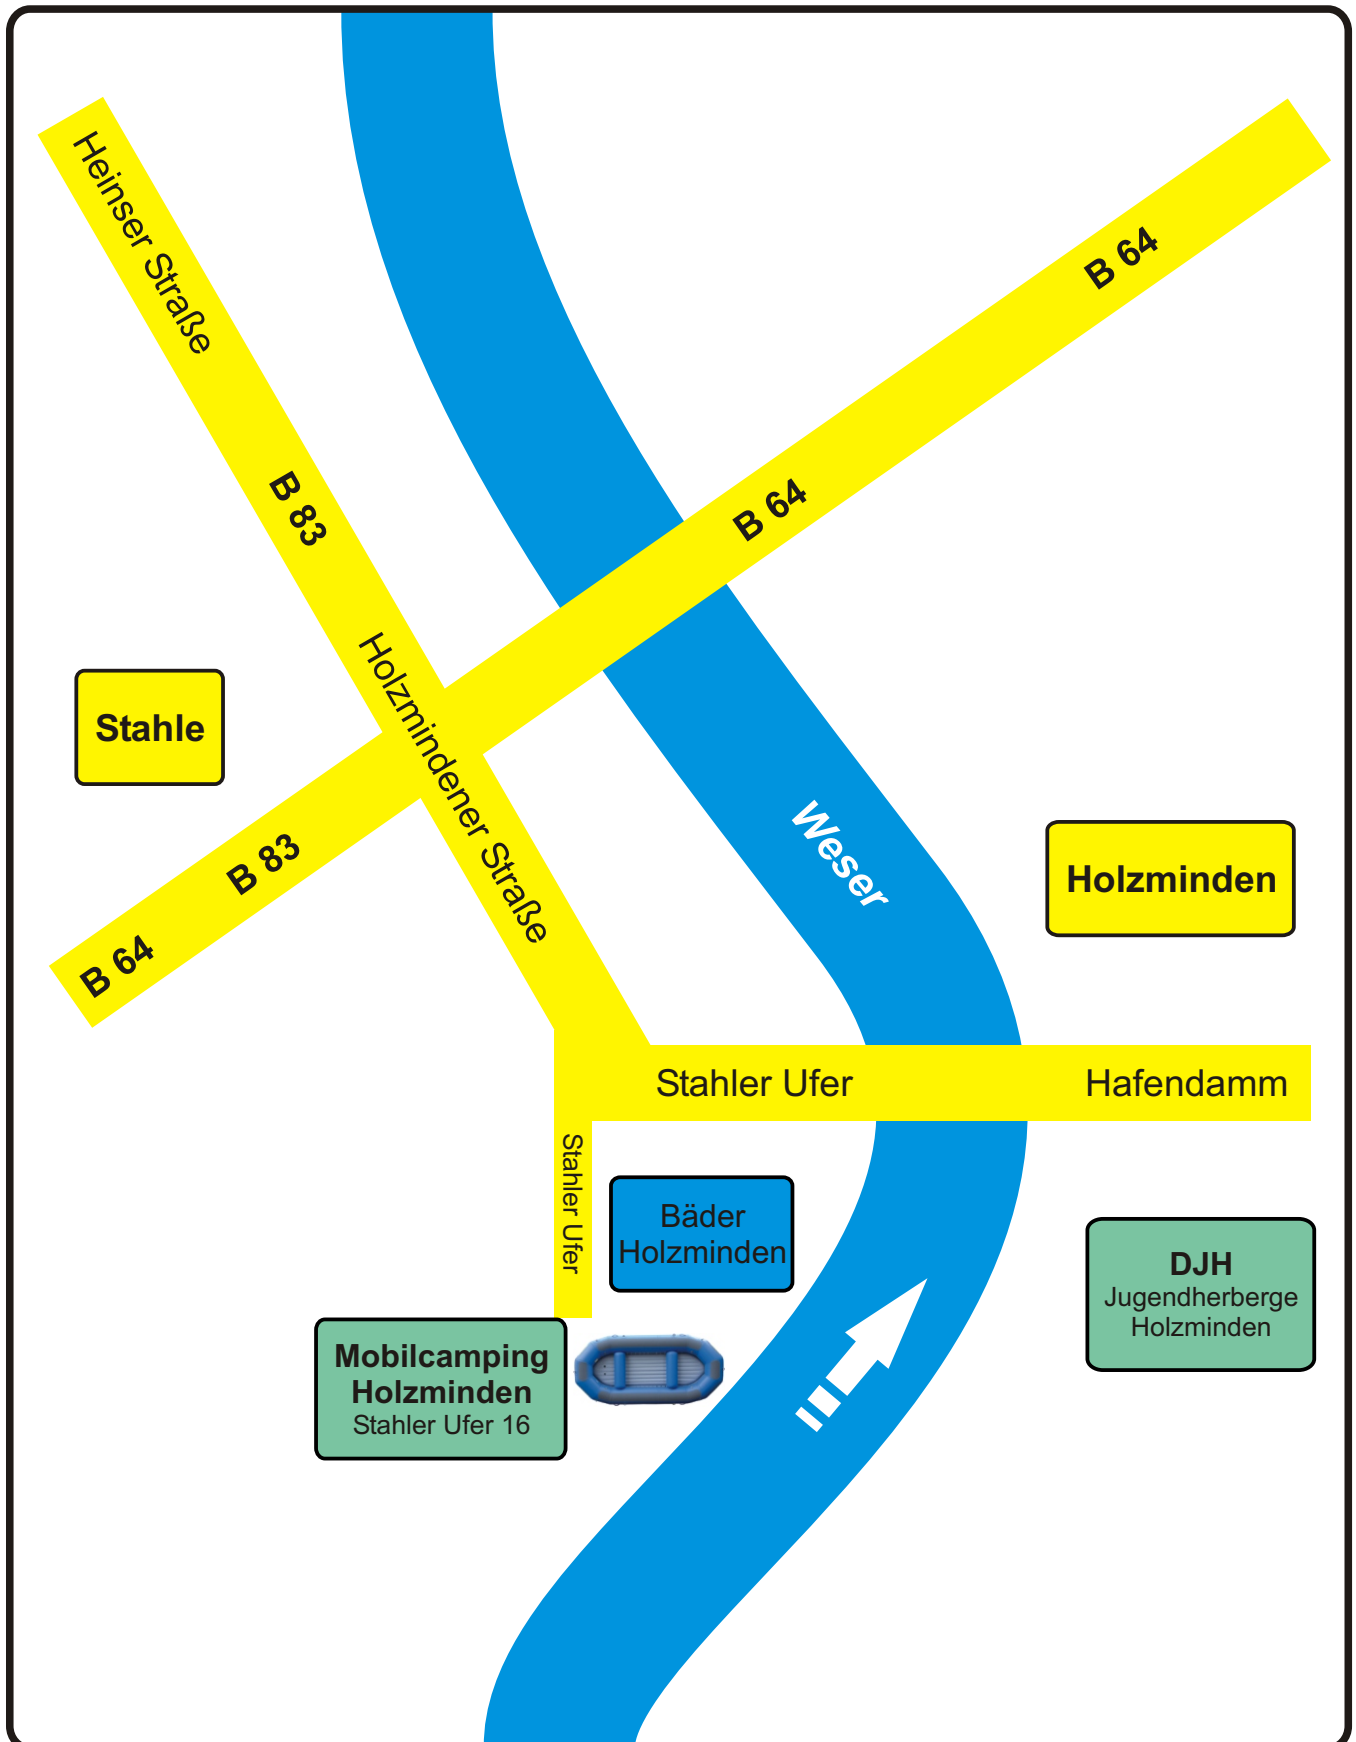 Heinser Straße
B 64
B 83
B 64
Holzmindener Straße
Stahle
Weser
B 83
Holzminden
B 64
Stahler Ufer
Hafendamm
Stahler Ufer
Bäder
Holzminden
DJH
Jugendherberge
Holzminden
Mobilcamping
Holzminden
Stahler Ufer 16